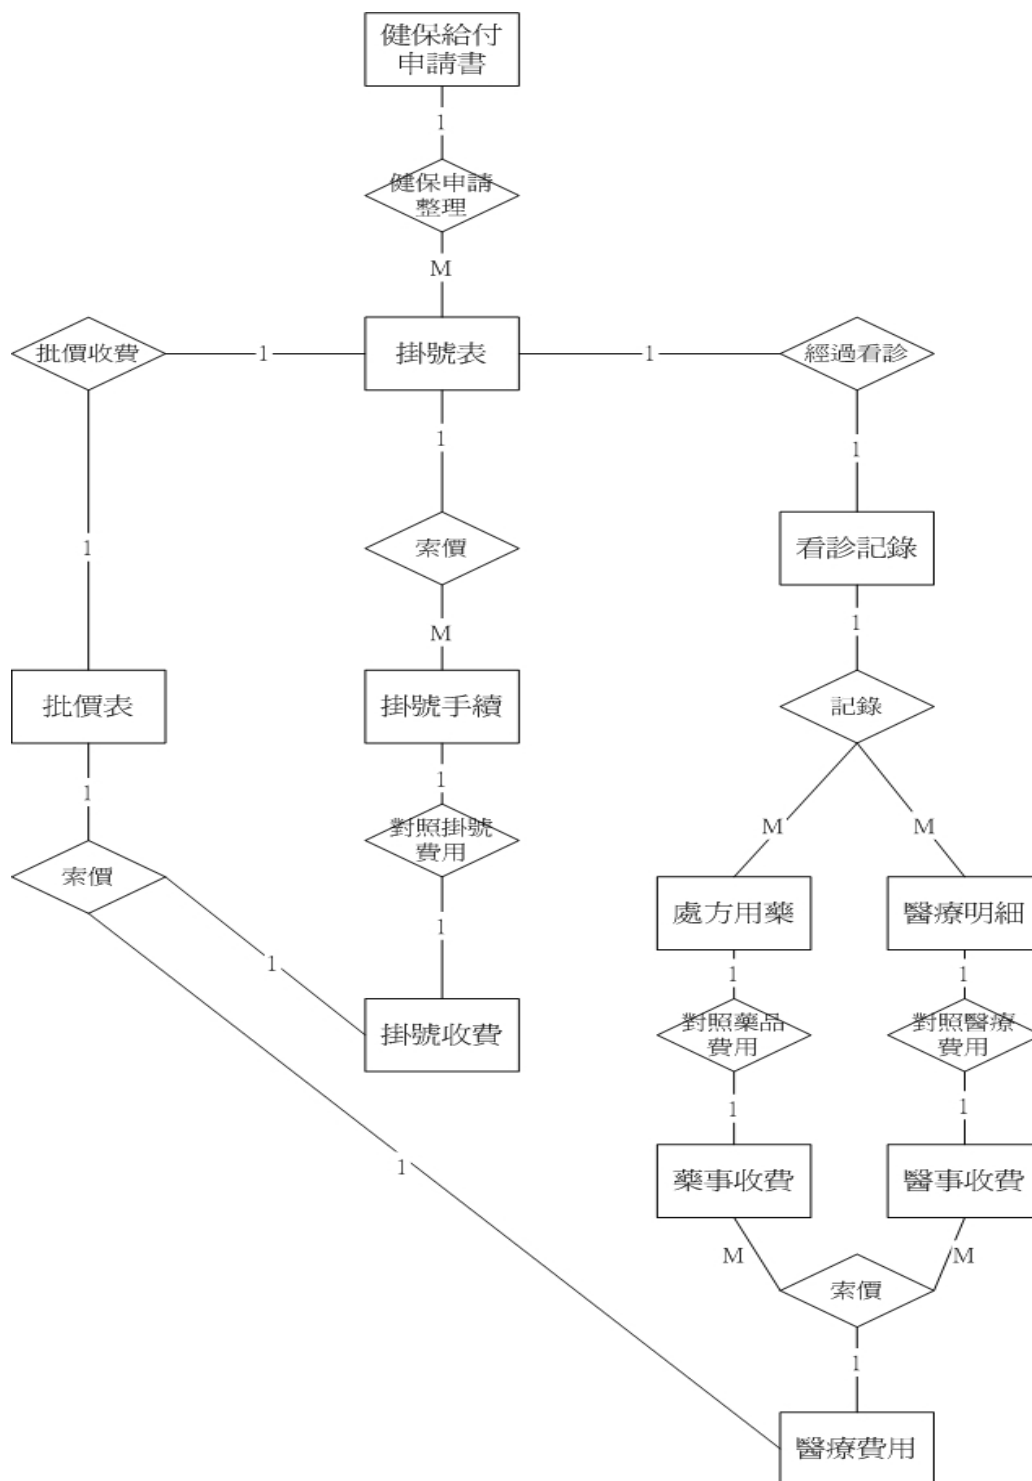 健保給付
申請書
1
健保申請
整理
M
批價收費
1
掛號表
1
經過看診
1
1
1
索價
看診記錄
M
1
批價表
掛號手續
記錄
1
1
M
M
對照掛號
費用
索價
處方用藥
醫療明細
1
1
1
1
掛號收費
對照藥品
費用
對照醫療
費用
1
1
1
藥事收費
醫事收費
M
M
索價
1
醫療費用